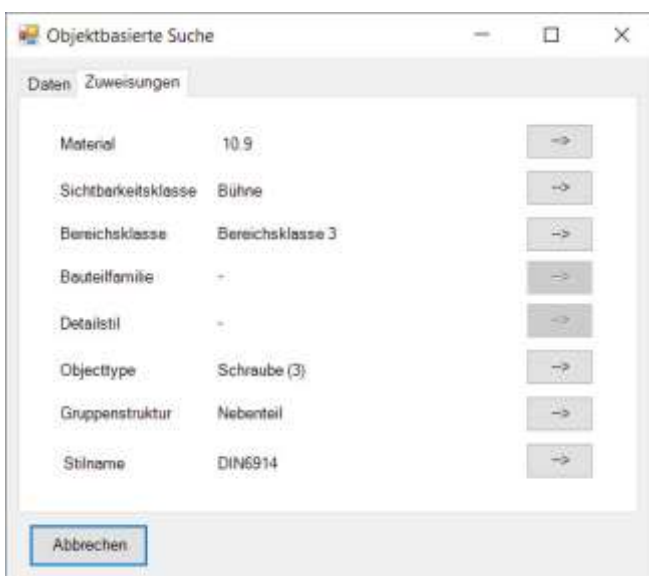 Objektbasierte Suche
Daten Zuweisungen
Material 10.9 -->
Sichtbarkeitsklasse Bühne -->
Bereichsklasse Bereichsklasse 3 -->
Bauteilfamilie - -->
Detailstil - -->
Objecttype Schraube (3) -->
Gruppenstruktur Nebenteil -->
Stilname DIN6914 -->
Abbrechen